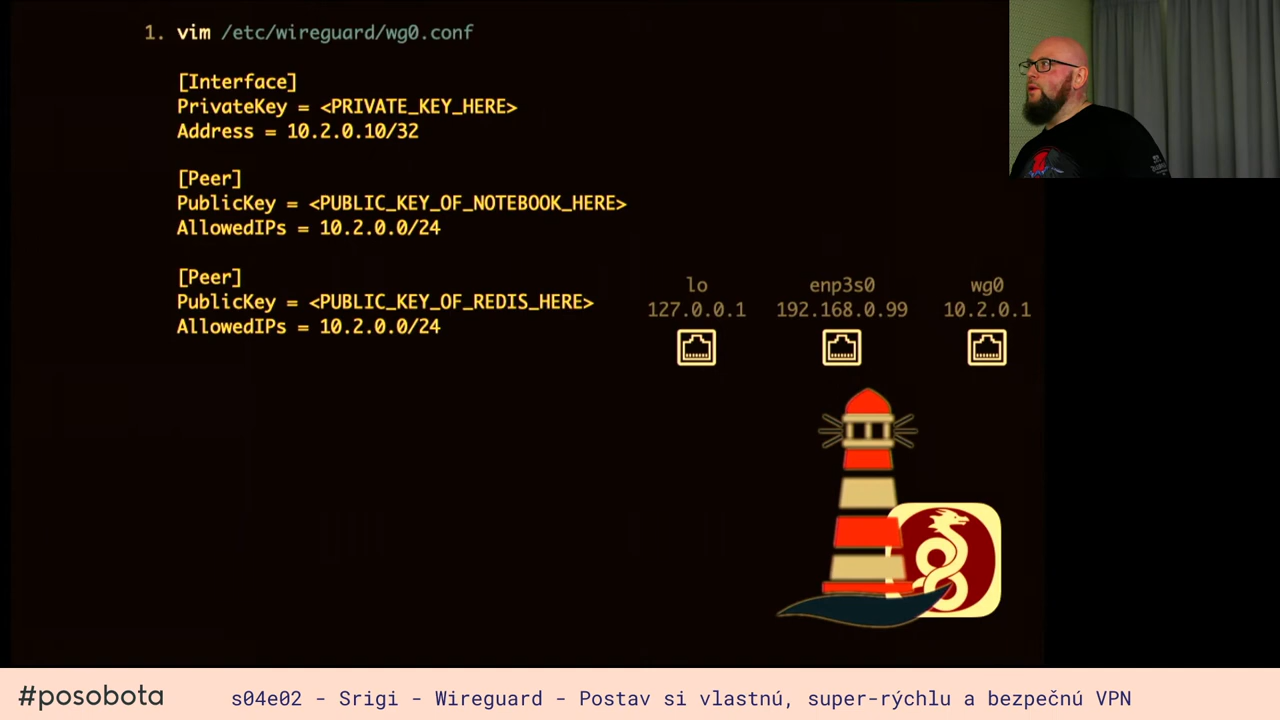 1. vim /etc/wireguard/wg0.conf
[Interface]
PrivateKey = <PRIVATE_KEY_HERE>
Address = 10.2.0.10/32
[Peer]
PublicKey = <PUBLIC_KEY_OF_NOTEBOOK_HERE>
AllowedIPs = 10.2.0.0/24
[Peer]
PublicKey = <PUBLIC_KEY_OF_REDIS_HERE>
AllowedIPs = 10.2.0.0/24
lo enp3s0 wg0
127.0.0.1 192.168.0.99 10.2.0.1
#posobota s04e02 - Srigi - Wireguard - Postav si vlastnú, super-rýchlu a bezpečnú VPN